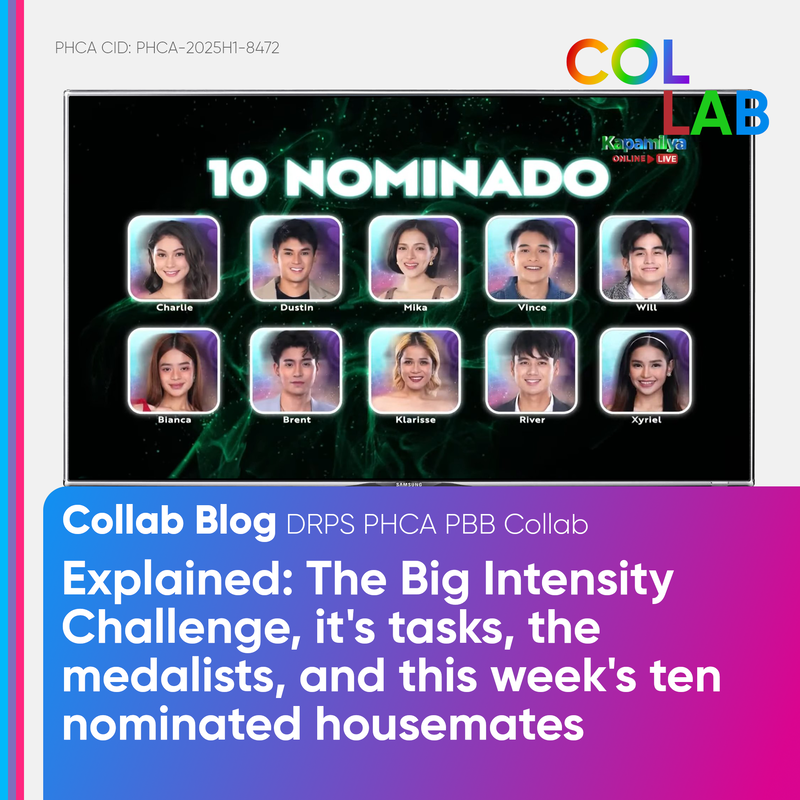 PHCA CID: PHCA-2025H1-8472
COL
LAB
Kapamilya
ONLINE LIVE
10 NOMINADO
Charlie
Dustin
Mika
Vince
Will
Bianca
Brent
Klarisse
River
Xyriel
SAMSUNG
Collab Blog DRPS PHCA PBB Collab
Explained: The Big Intensity
Challenge, it's tasks, the
medalists, and this week's ten
nominated housemates